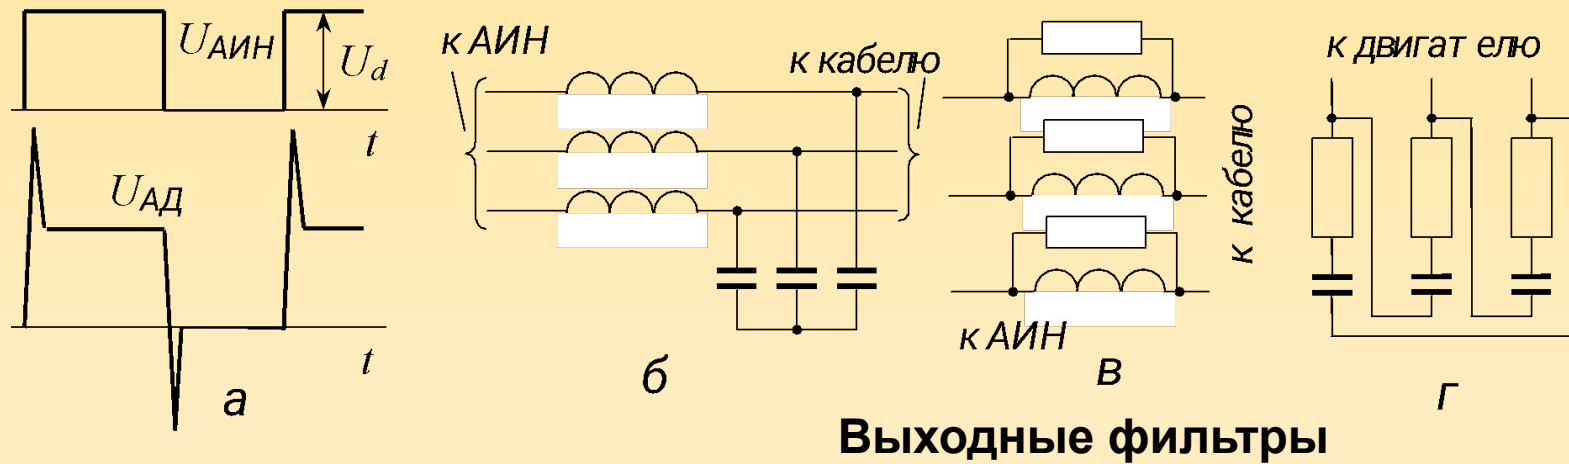 U АИН
U d
t
U АД
t
а
к АИН
к кабелю
б
к кабелю
к АИН
в
к двигат елю
г
Выходные фильтры